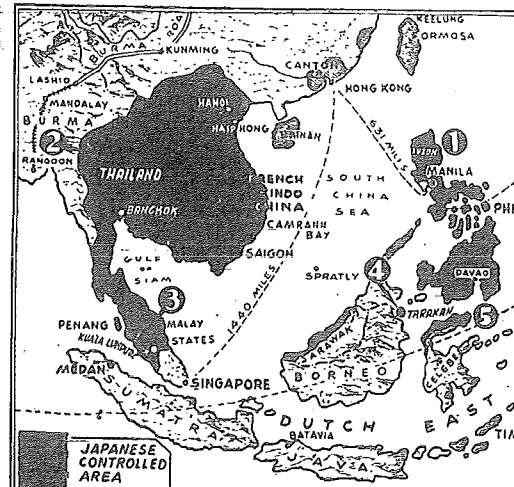 KEELUNG
ORMOSA
BURMA
ROA
KUNMING
LASHIO
CANTON
HONG KONG
MANDALAY
BURMA
HANOI
HAIPHONG
HAINAN
631 MILES
LUZON
1
2
RANGOON
MANILA
THAILAND
FRENCH
INDO
CHINA
SOUTH
CHINA
SEA
PHI
BANGKOK
CAMRANH
BAY
SAIGON
GULF
OF
SIAM
1440 MILES
SPRATLY
4
DAVAO
3
TARAKAN
5
PENANG
MALAY
STATES
KUALA LUMPUR
SARAWAK
BORNEO
CELEBE
MEDAN
SINGAPORE
SUMATRA
DUTCH EAST
BATAVIA
JAVA
TIM
JAPANESE
CONTROLLED
AREA